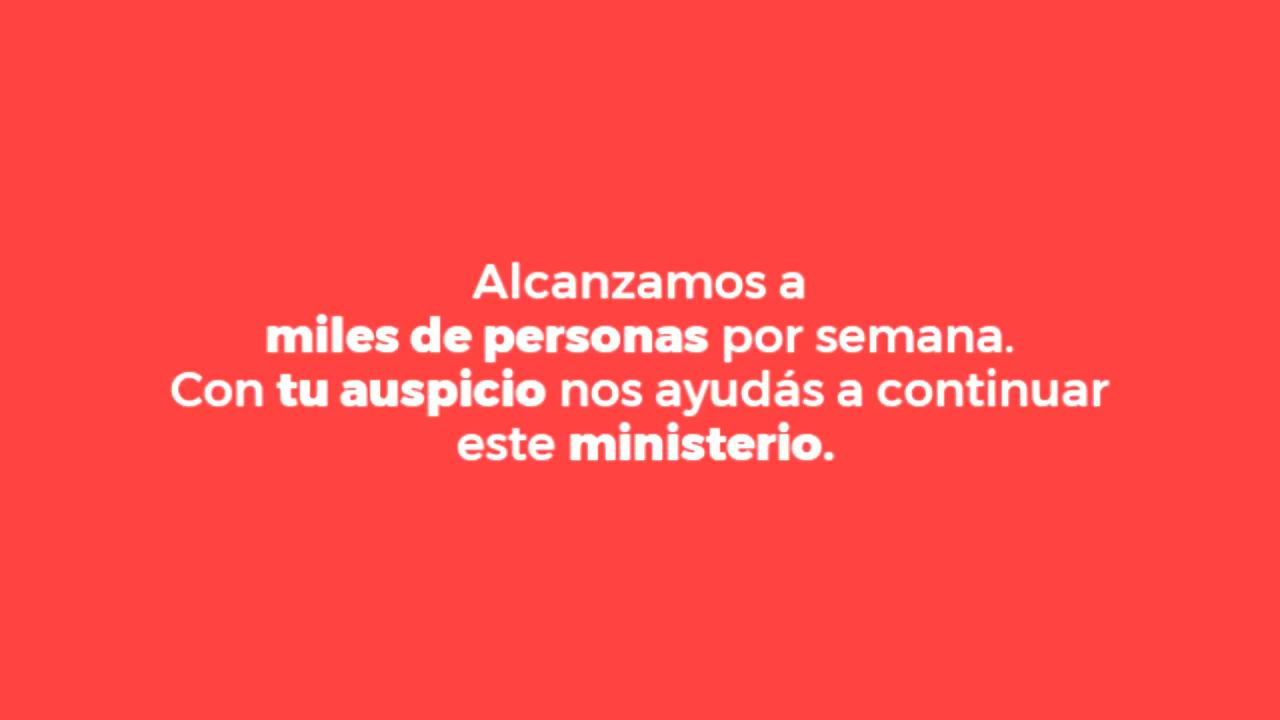 Alcanzamos a
miles de personas por semana.
Con tu auspicio nos ayudás a continuar
este ministerio.